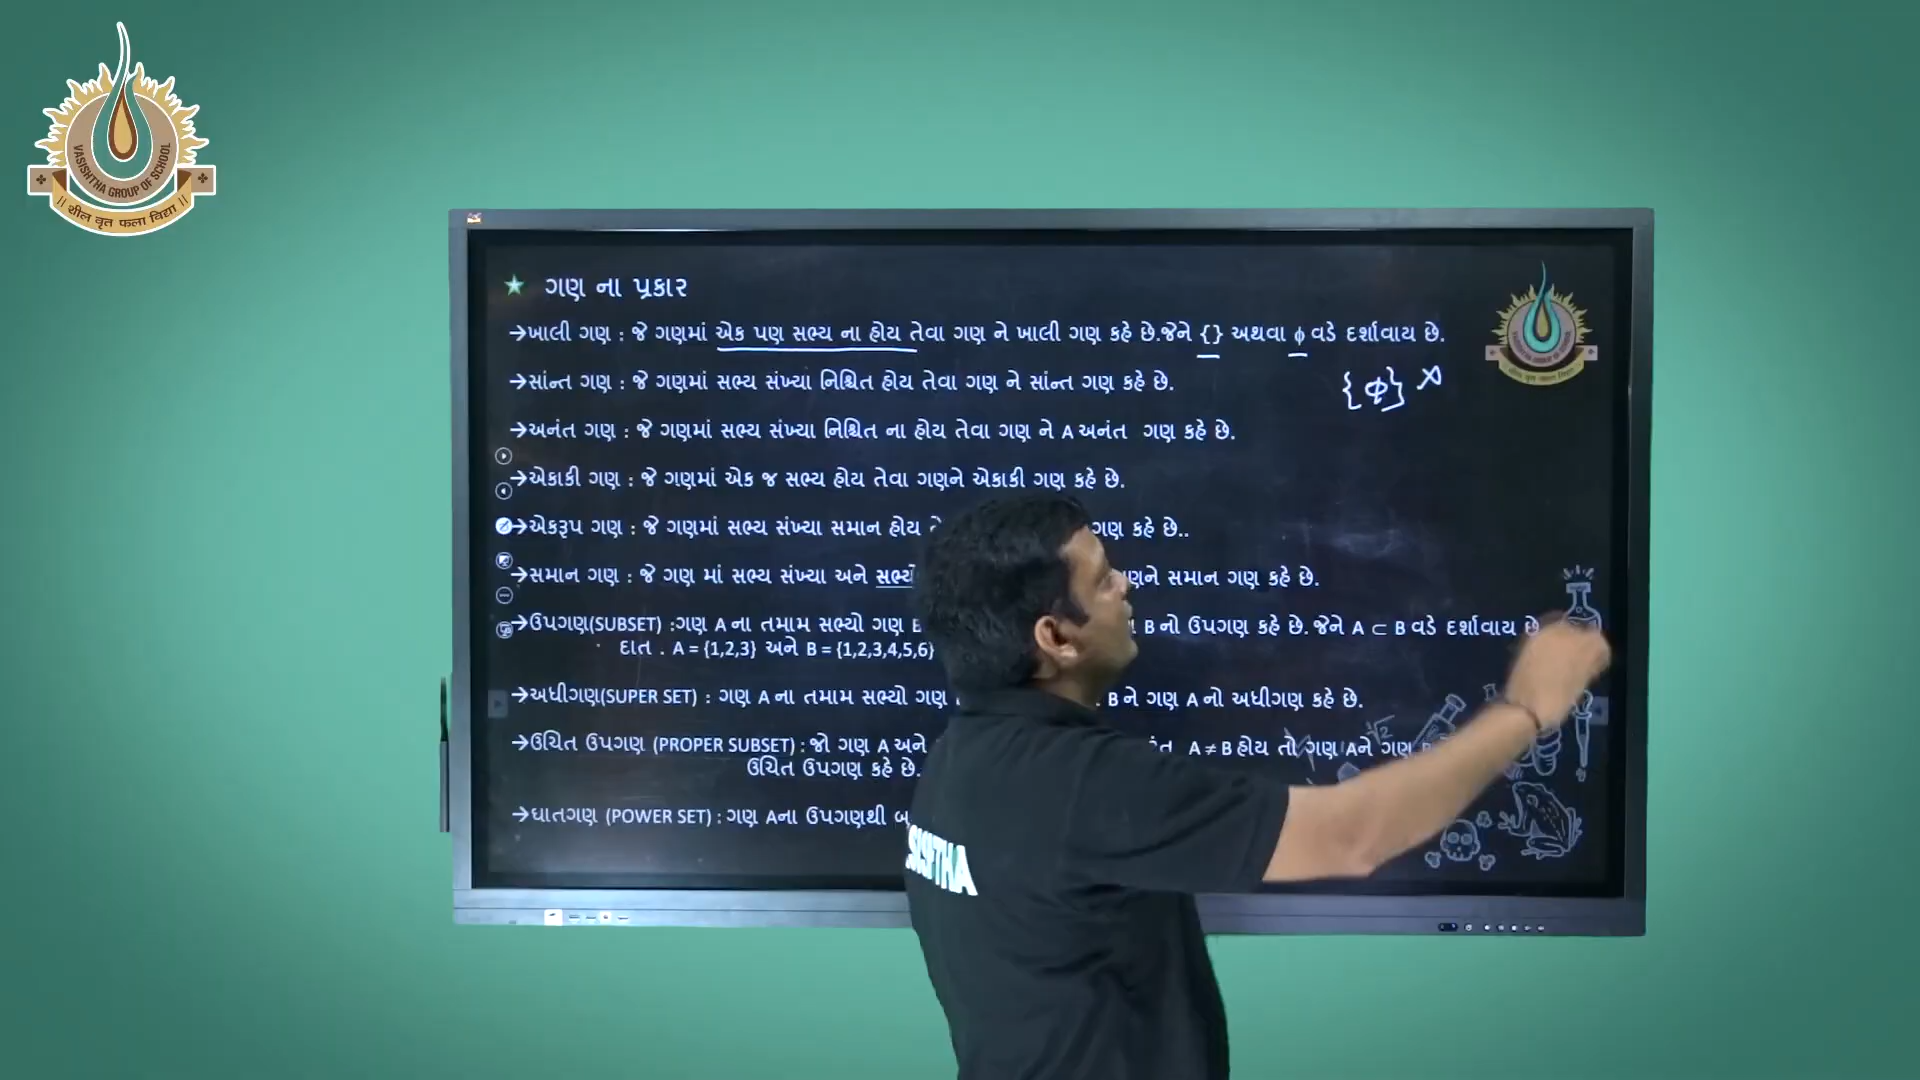 VASISHTHA GROUP OF SCHOOL
|| शील वृत फला विद्या ||
ગણ ના પ્રકાર
→ખાલી ગણ : જે ગણમાં એક પણ સભ્ય ના હોય તેવા ગણ ને ખાલી ગણ કહે છે.જેને {} અથવા ϕ વડે દર્શાવાય છે.
→સાંન્ત ગણ : જે ગણમાં સભ્ય સંખ્યા નિશ્ચિત હોય તેવા ગણ ને સાંન્ત ગણ કહે છે.
{ϕ} ×
→અનંત ગણ : જે ગણમાં સભ્ય સંખ્યા નિશ્ચિત ના હોય તેવા ગણ ને A અનંત ગણ કહે છે.
→એકાકી ગણ : જે ગણમાં એક જ સભ્ય હોય તેવા ગણને એકાકી ગણ કહે છે.
→એકરૂપ ગણ : જે ગણમાં સભ્ય સંખ્યા સમાન હોય ગણ કહે છે..
→સમાન ગણ : જે ગણ માં સભ્ય સંખ્યા અને સભ્યો ગણને સમાન ગણ કહે છે.
→ઉપગણ(SUBSET) :ગણ A ના તમામ સભ્યો ગણ B નો ઉપગણ કહે છે. જેને A ⊂ B વડે દર્શાવાય છે
દાત . A = {1,2,3} અને B = {1,2,3,4,5,6}
→અધીગણ(SUPER SET) : ગણ A ના તમામ સભ્યો ગણ B ને ગણ A નો અધીગણ કહે છે.
→ઉચિત ઉપગણ (PROPER SUBSET) : જો ગણ A અને A ≠ B હોય તો ગણ Aને ગણ
ઉચિત ઉપગણ કહે છે.
→ઘાતગણ (POWER SET) : ગણ Aના ઉપગણથી